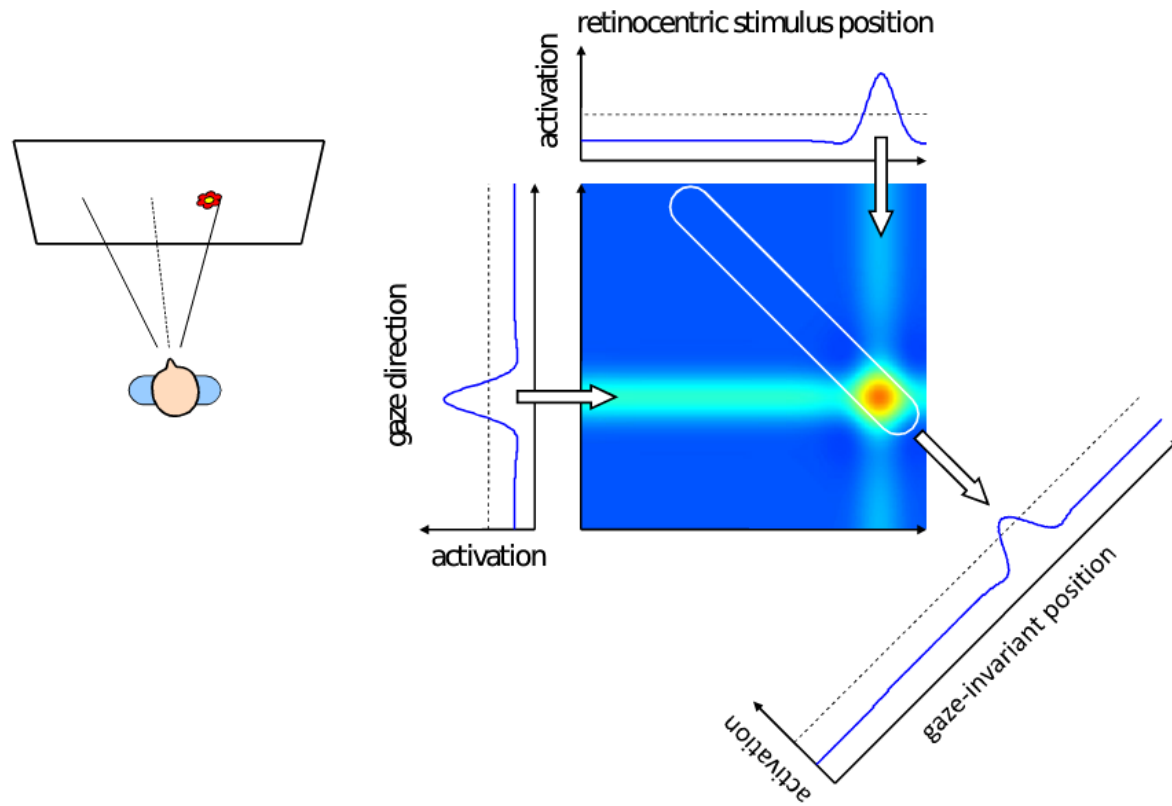 retinocentric stimulus position
activation
gaze direction
activation
gaze-invariant position
activation